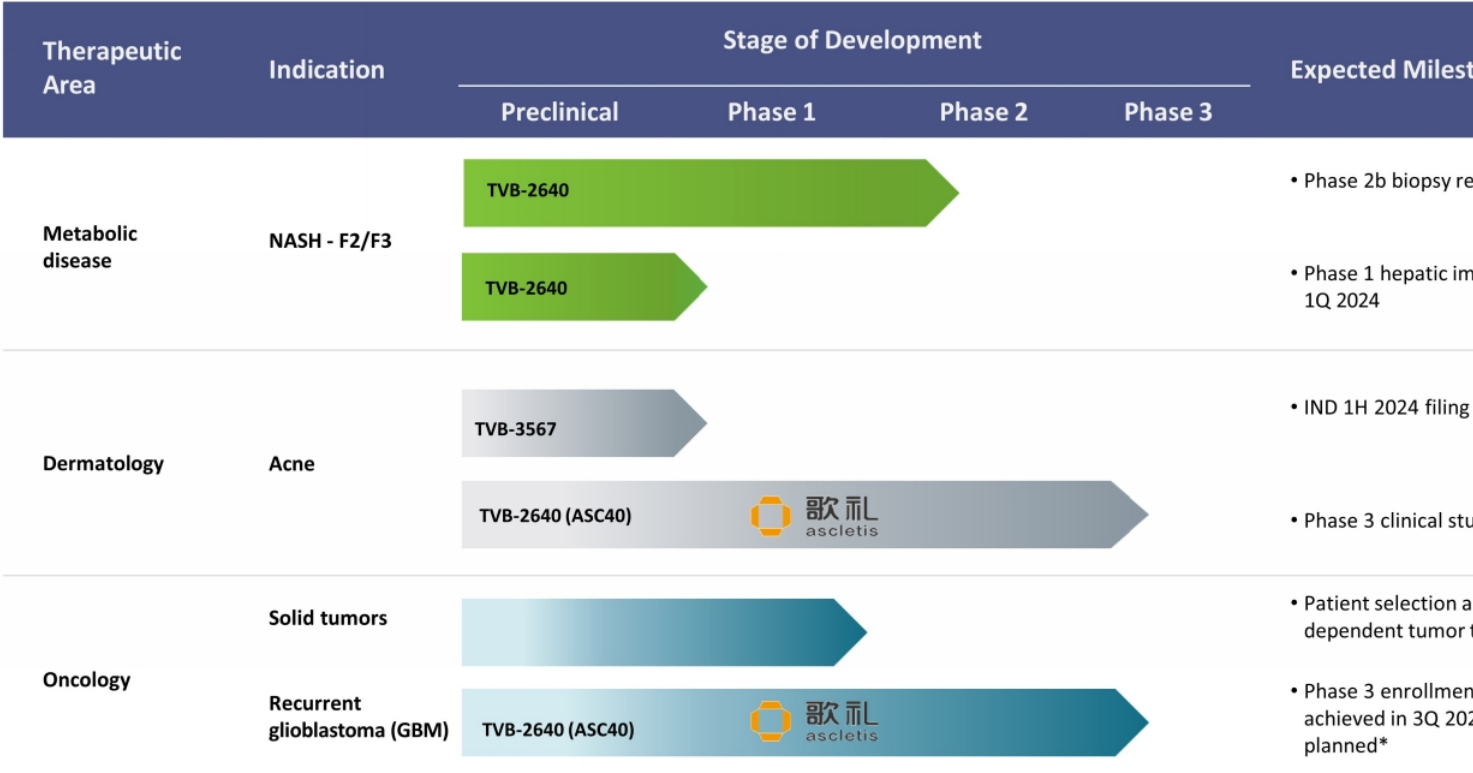 Therapeutic
Area
Indication
Stage of Development
Preclinical
Phase 1
Phase 2
Phase 3
Expected Milest
Metabolic
disease
NASH - F2/F3
TVB-2640
• Phase 2b biopsy re
TVB-2640
• Phase 1 hepatic im
1Q 2024
Dermatology
Acne
TVB-3567
• IND 1H 2024 filing
TVB-2640 (ASC40)
歌礼
ascletis
• Phase 3 clinical stu
Oncology
Solid tumors
• Patient selection a
dependent tumor t
Recurrent
glioblastoma (GBM)
TVB-2640 (ASC40)
歌礼
ascletis
• Phase 3 enrollmen
achieved in 3Q 202
planned*